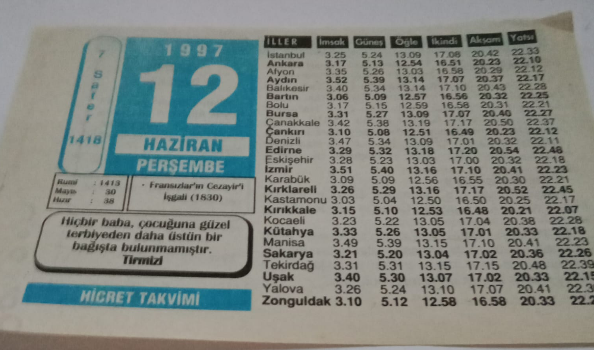 7 Safer 1418
1997
12
HAZİRAN
PERŞEMBE
Rumi : 1413
Mayıs : 30
Hızır : 38
· Fransızlar'ın Cezayir'i
İşgali (1830)
Hiçbir baba, çocuğuna güzel
terbiyeden daha üstün bir
bağışta bulunmamıştır.
Tirmizi
HİCRET TAKVİMİ
İLLER İmsak Güneş Öğle İkindi Akşam Yatsı
İstanbul 3.25 5.24 13.09 17.08 20.42 22.33
Ankara 3.17 5.13 12.54 16.51 20.23 22.10
Afyon 3.35 5.26 13.03 16.58 20.29 22.12
Aydın 3.52 5.39 13.14 17.07 20.37 22.17
Balıkesir 3.40 5.34 13.14 17.10 20.43 22.28
Bartın 3.06 5.09 12.57 16.56 20.32 22.25
Bolu 3.17 5.15 12.59 16.58 20.31 22.21
Bursa 3.31 5.27 13.09 17.07 20.40 22.27
Çanakkale 3.42 5.38 13.19 17.17 20.50 22.37
Çankırı 3.10 5.08 12.51 16.49 20.23 22.12
Denizli 3.47 5.34 13.09 17.01 20.32 22.11
Edirne 3.29 5.32 13.18 17.20 20.54 22.48
Eskişehir 3.28 5.23 13.03 17.00 20.32 22.18
İzmir 3.51 5.40 13.16 17.10 20.41 22.23
Karabük 3.09 5.09 12.56 16.55 20.30 22.21
Kırklareli 3.26 5.29 13.16 17.17 20.52 22.45
Kastamonu 3.03 5.04 12.50 16.50 20.25 22.17
Kırıkkale 3.15 5.10 12.53 16.48 20.21 22.07
Kocaeli 3.23 5.22 13.05 17.04 20.38 22.28
Kütahya 3.33 5.26 13.05 17.01 20.33 22.18
Manisa 3.49 5.39 13.15 17.10 20.41 22.23
Sakarya 3.21 5.20 13.04 17.02 20.36 22.26
Tekirdağ 3.31 5.31 13.15 17.15 20.48 22.39
Uşak 3.40 5.30 13.07 17.02 20.33 22.15
Yalova 3.26 5.24 13.10 17.07 20.41
Zonguldak 3.10 5.12 12.58 16.58 20.33